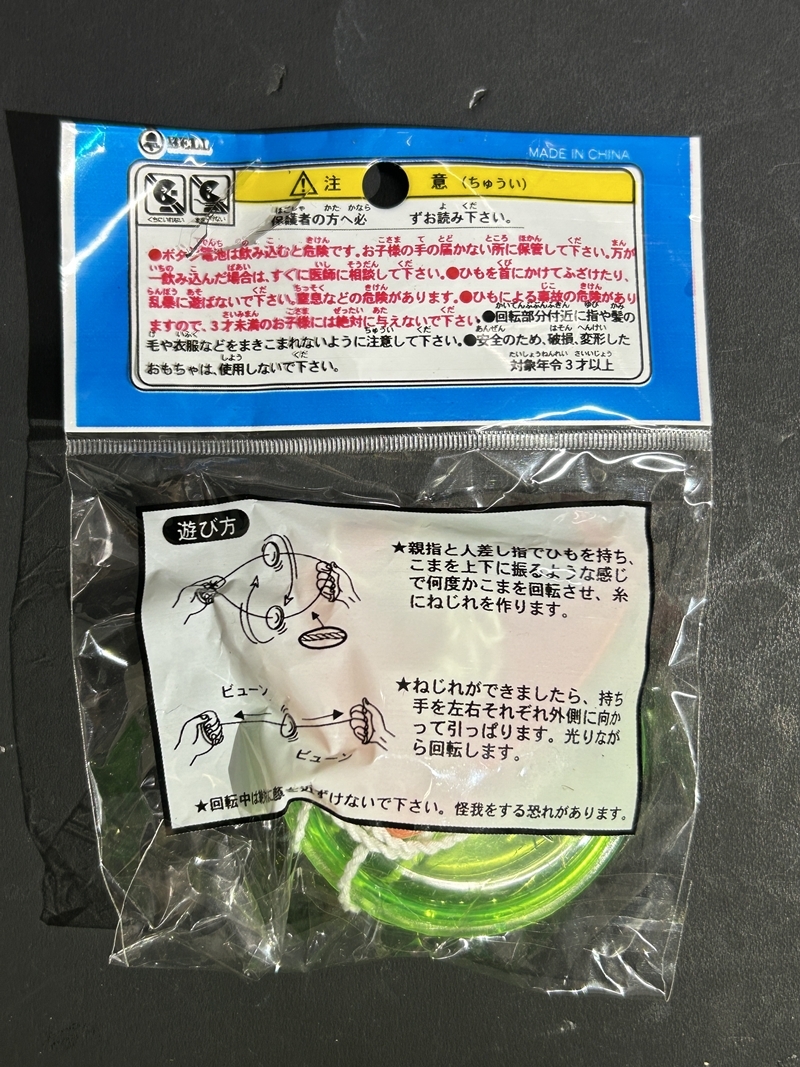 BELL
MADE IN CHINA
くちにいれない
注 意 (ちゅうい)
保護者の方へ必ずお読み下さい。
●ボタン電池は飲み込むと危険です。お子様の手の届かない所に保管して下さい。万が
一飲み込んだ場合は、すぐに医師に相談して下さい。●ひもを首にかけてふざけたり、
乱暴に遊ばないで下さい。窒息などの危険があります。●ひもによる事故の危険があり
ますので、3才未満のお子様には絶対に与えないで下さい。●回転部分付近に指や髪の
毛や衣服などをまきこまれないように注意して下さい。●安全のため、破損、変形した
おもちゃは、使用しないで下さい。
対象年令3才以上
遊び方
★親指と人差し指でひもを持ち、
こまを上下に振るような感じ
で何度かこまを回転させ、糸
にねじれを作ります。
ビューン
ビューン
★ねじれができましたら、持ち
手を左右それぞれ外側に向か
って引っぱります。光りなが
ら回転します。
★回転中は絶対に顔を近ずけないで下さい。怪我をする恐れがあります。